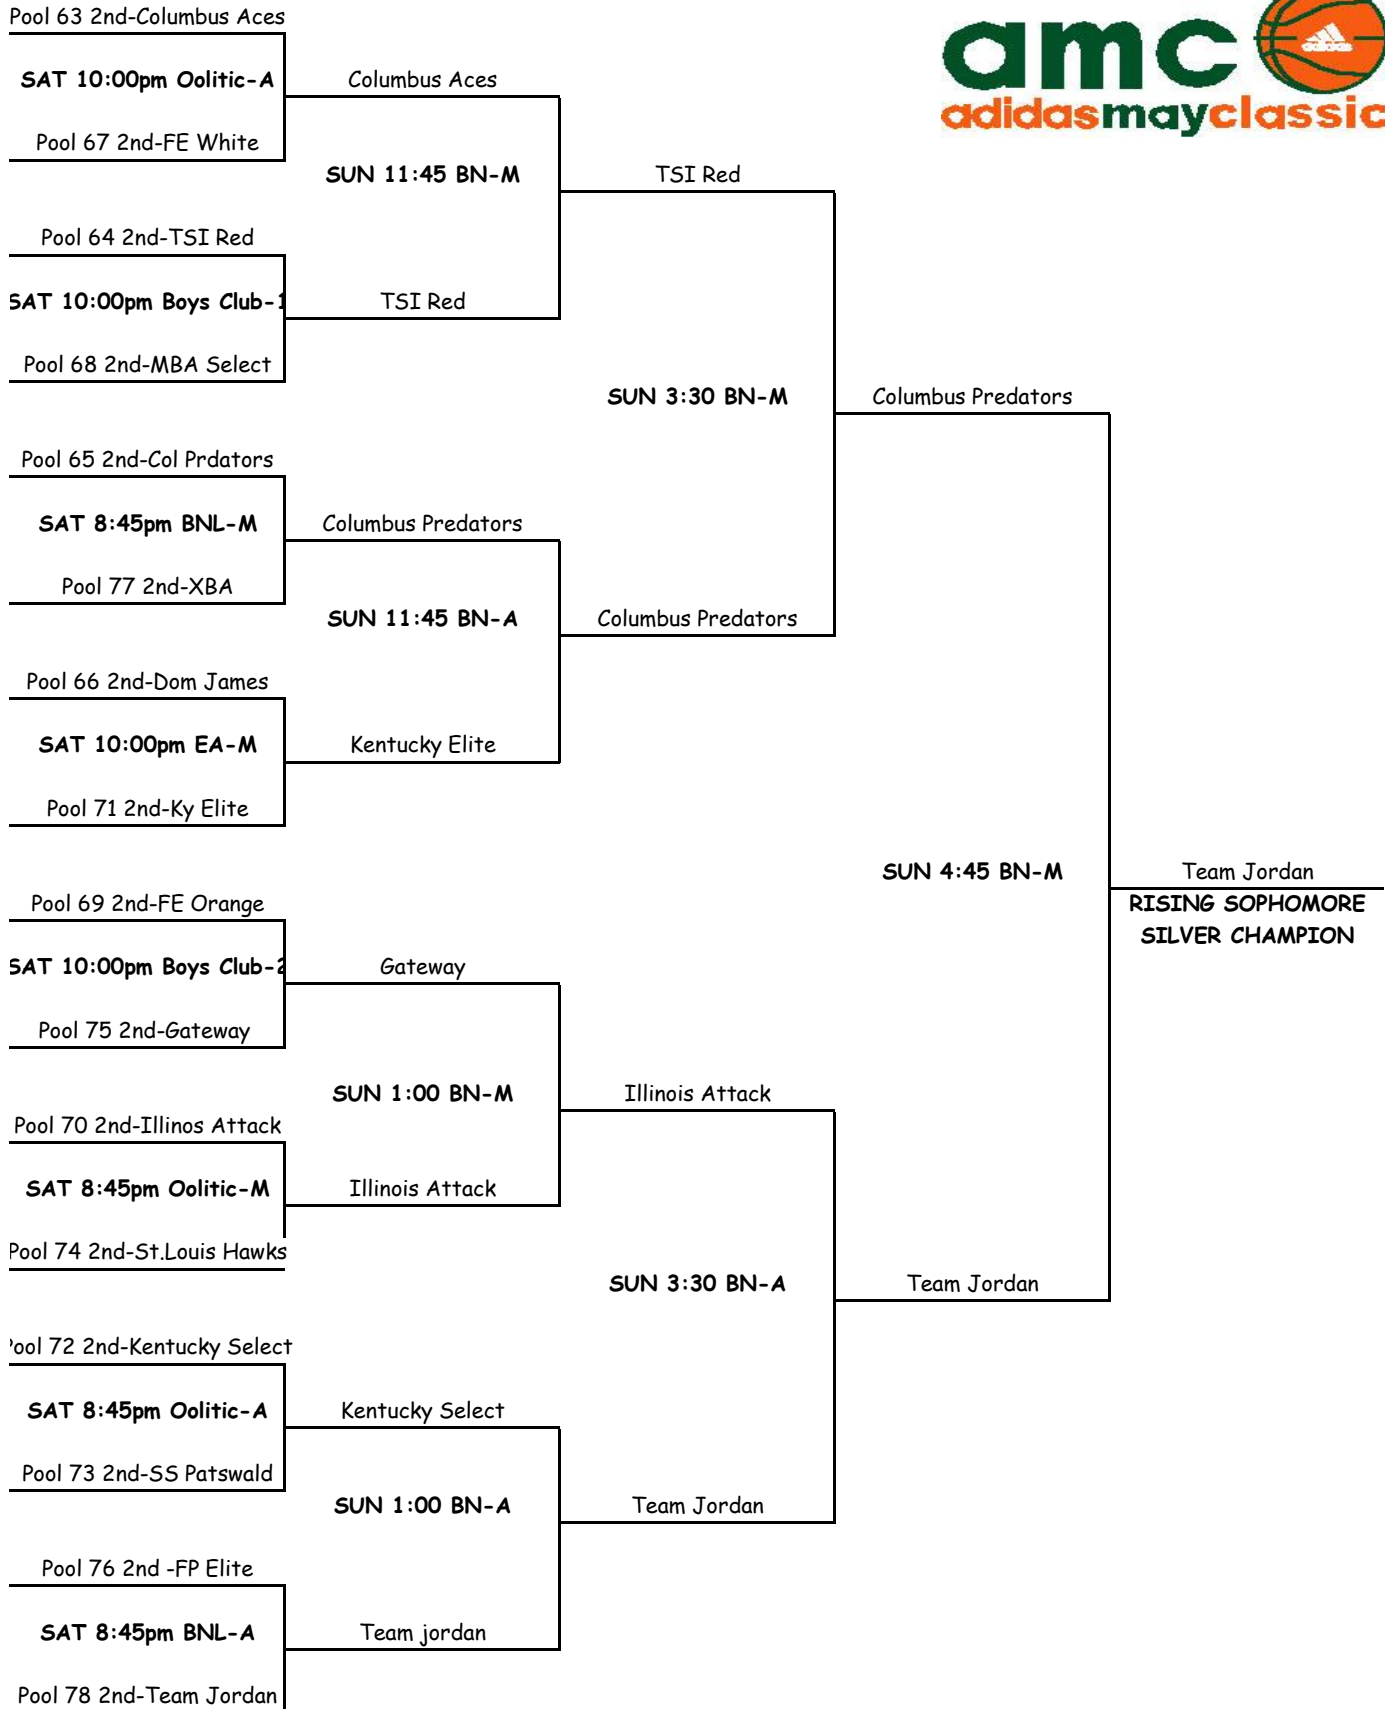 Pool 63 2nd-Columbus Aces
amc
adidasmayclassic
SAT 10:00pm Oolitic-A
Columbus Aces
Pool 67 2nd-FE White
SUN 11:45 BN-M
TSI Red
Pool 64 2nd-TSI Red
SAT 10:00pm Boys Club-1
TSI Red
Pool 68 2nd-MBA Select
SUN 3:30 BN-M
Columbus Predators
Pool 65 2nd-Col Prdators
SAT 8:45pm BNL-M
Columbus Predators
Pool 77 2nd-XBA
SUN 11:45 BN-A
Columbus Predators
Pool 66 2nd-Dom James
SAT 10:00pm EA-M
Kentucky Elite
Pool 71 2nd-Ky Elite
SUN 4:45 BN-M
Team Jordan
RISING SOPHOMORE
SILVER CHAMPION
Pool 69 2nd-FE Orange
SAT 10:00pm Boys Club-2
Gateway
Pool 75 2nd-Gateway
SUN 1:00 BN-M
Illinois Attack
Pool 70 2nd-Illinos Attack
SAT 8:45pm Oolitic-M
Illinois Attack
Pool 74 2nd-St.Louis Hawks
SUN 3:30 BN-A
Team Jordan
Pool 72 2nd-Kentucky Select
SAT 8:45pm Oolitic-A
Kentucky Select
Pool 73 2nd-SS Patswald
SUN 1:00 BN-A
Team Jordan
Pool 76 2nd -FP Elite
SAT 8:45pm BNL-A
Team jordan
Pool 78 2nd-Team Jordan